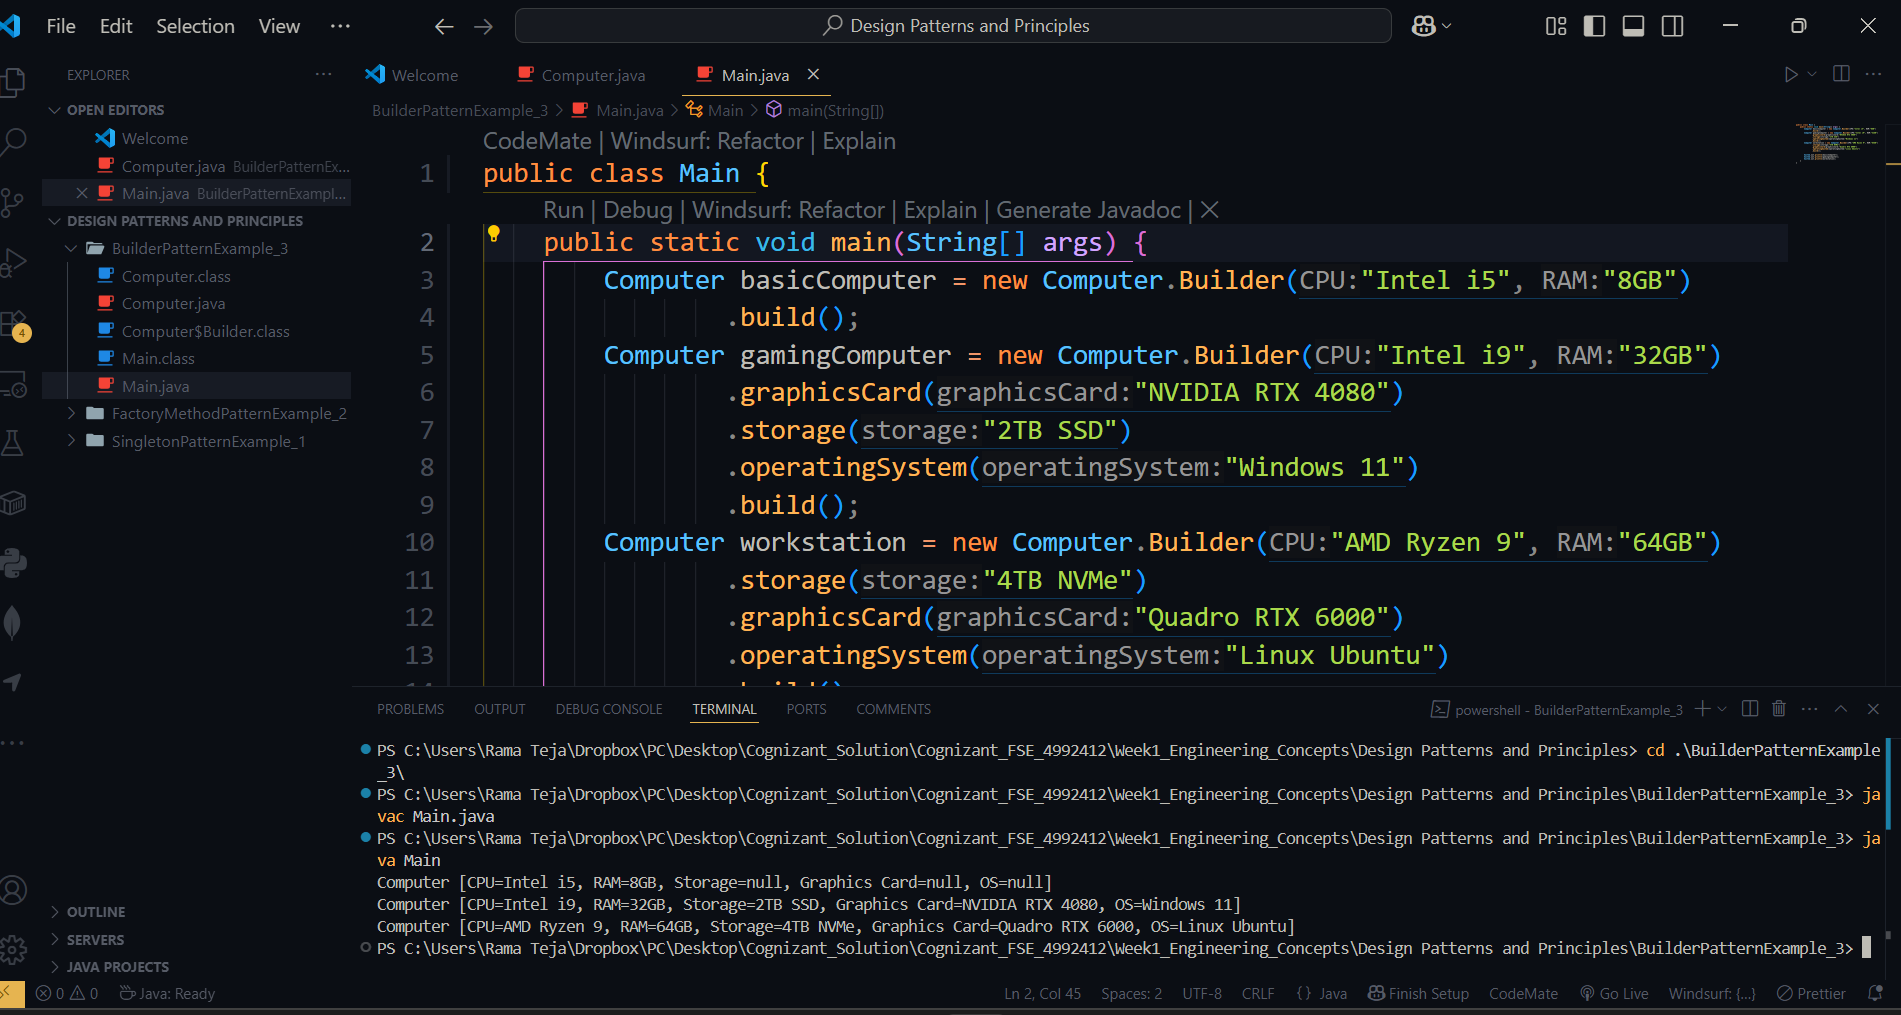 File Edit Selection View ···
Design Patterns and Principles
EXPLORER ···
OPEN EDITORS
Welcome
Computer.java BuilderPatternEx...
Main.java BuilderPatternExampl...
DESIGN PATTERNS AND PRINCIPLES
BuilderPatternExample_3
Computer.class
Computer.java
Computer$Builder.class
Main.class
Main.java
FactoryMethodPatternExample_2
SingletonPatternExample_1
4
OUTLINE
SERVERS
JAVA PROJECTS
Welcome Computer.java Main.java
BuilderPatternExample_3 > Main.java > Main > main(String[])
CodeMate | Windsurf: Refactor | Explain
1 public class Main {
Run | Debug | Windsurf: Refactor | Explain | Generate Javadoc | X
2 public static void main(String[] args) {
3 Computer basicComputer = new Computer.Builder(CPU:"Intel i5", RAM:"8GB")
4 .build();
5 Computer gamingComputer = new Computer.Builder(CPU:"Intel i9", RAM:"32GB")
6 .graphicsCard(graphicsCard:"NVIDIA RTX 4080")
7 .storage(storage:"2TB SSD")
8 .operatingSystem(operatingSystem:"Windows 11")
9 .build();
10 Computer workstation = new Computer.Builder(CPU:"AMD Ryzen 9", RAM:"64GB")
11 .storage(storage:"4TB NVMe")
12 .graphicsCard(graphicsCard:"Quadro RTX 6000")
13 .operatingSystem(operatingSystem:"Linux Ubuntu")
PROBLEMS OUTPUT DEBUG CONSOLE TERMINAL PORTS COMMENTS
powershell - BuilderPatternExample_3
PS C:\Users\Rama Teja\Dropbox\PC\Desktop\Cognizant_Solution\Cognizant_FSE_4992412\Week1_Engineering_Concepts\Design Patterns and Principles> cd .\BuilderPatternExample
_3\
PS C:\Users\Rama Teja\Dropbox\PC\Desktop\Cognizant_Solution\Cognizant_FSE_4992412\Week1_Engineering_Concepts\Design Patterns and Principles\BuilderPatternExample_3> ja
vac Main.java
PS C:\Users\Rama Teja\Dropbox\PC\Desktop\Cognizant_Solution\Cognizant_FSE_4992412\Week1_Engineering_Concepts\Design Patterns and Principles\BuilderPatternExample_3> ja
va Main
Computer [CPU=Intel i5, RAM=8GB, Storage=null, Graphics Card=null, OS=null]
Computer [CPU=Intel i9, RAM=32GB, Storage=2TB SSD, Graphics Card=NVIDIA RTX 4080, OS=Windows 11]
Computer [CPU=AMD Ryzen 9, RAM=64GB, Storage=4TB NVMe, Graphics Card=Quadro RTX 6000, OS=Linux Ubuntu]
PS C:\Users\Rama Teja\Dropbox\PC\Desktop\Cognizant_Solution\Cognizant_FSE_4992412\Week1_Engineering_Concepts\Design Patterns and Principles\BuilderPatternExample_3>
0 0 Java: Ready Ln 2, Col 45 Spaces: 2 UTF-8 CRLF {} Java Finish Setup CodeMate Go Live Windsurf: {...} Prettier